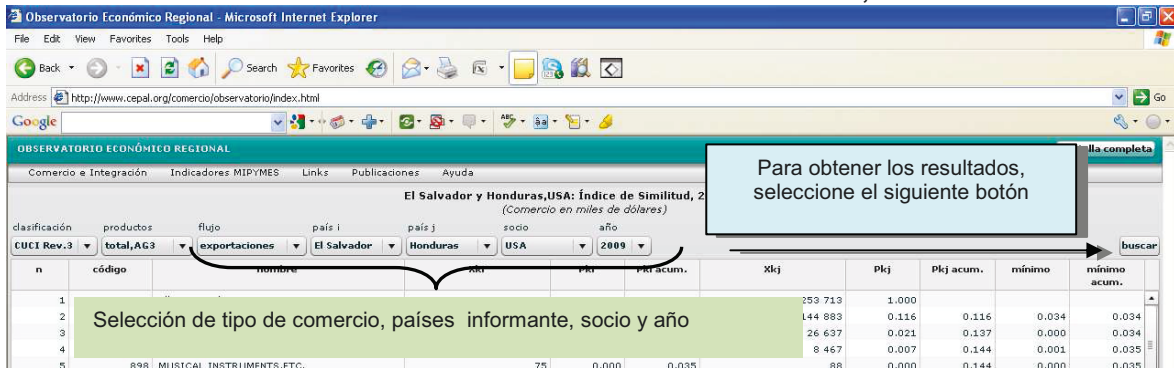 Observatorio Económico Regional - Microsoft Internet Explorer
File Edit View Favorites Tools Help
Back Search Favorites
Address http://www.cepal.org/comercio/observatorio/index.html Go
Google
OBSERVATORIO ECONÓMICO REGIONAL lla completa
Comercio e Integración Indicadores MIPYMES Links Publicaciones Ayuda
Para obtener los resultados,
seleccione el siguiente botón
El Salvador y Honduras,USA: Índice de Similitud, 2
(Comercio en miles de dólares)
clasificación productos flujo país i país j socio año
CUCI Rev.3 total,AG3 exportaciones El Salvador Honduras USA 2009 buscar
n código nombre Xki Pki Pki acum. Xkj Pkj Pkj acum. mínimo mínimo
acum.
1 253 713 1.000
2 144 883 0.116 0.116 0.034 0.034
3 26 637 0.021 0.137 0.000 0.034
4 8 467 0.007 0.144 0.001 0.035
5 898 MUSICAL INSTRUMENTS,ETC. 75 0.000 0.035 88 0.000 0.144 0.000 0.035
Selección de tipo de comercio, países informante, socio y año